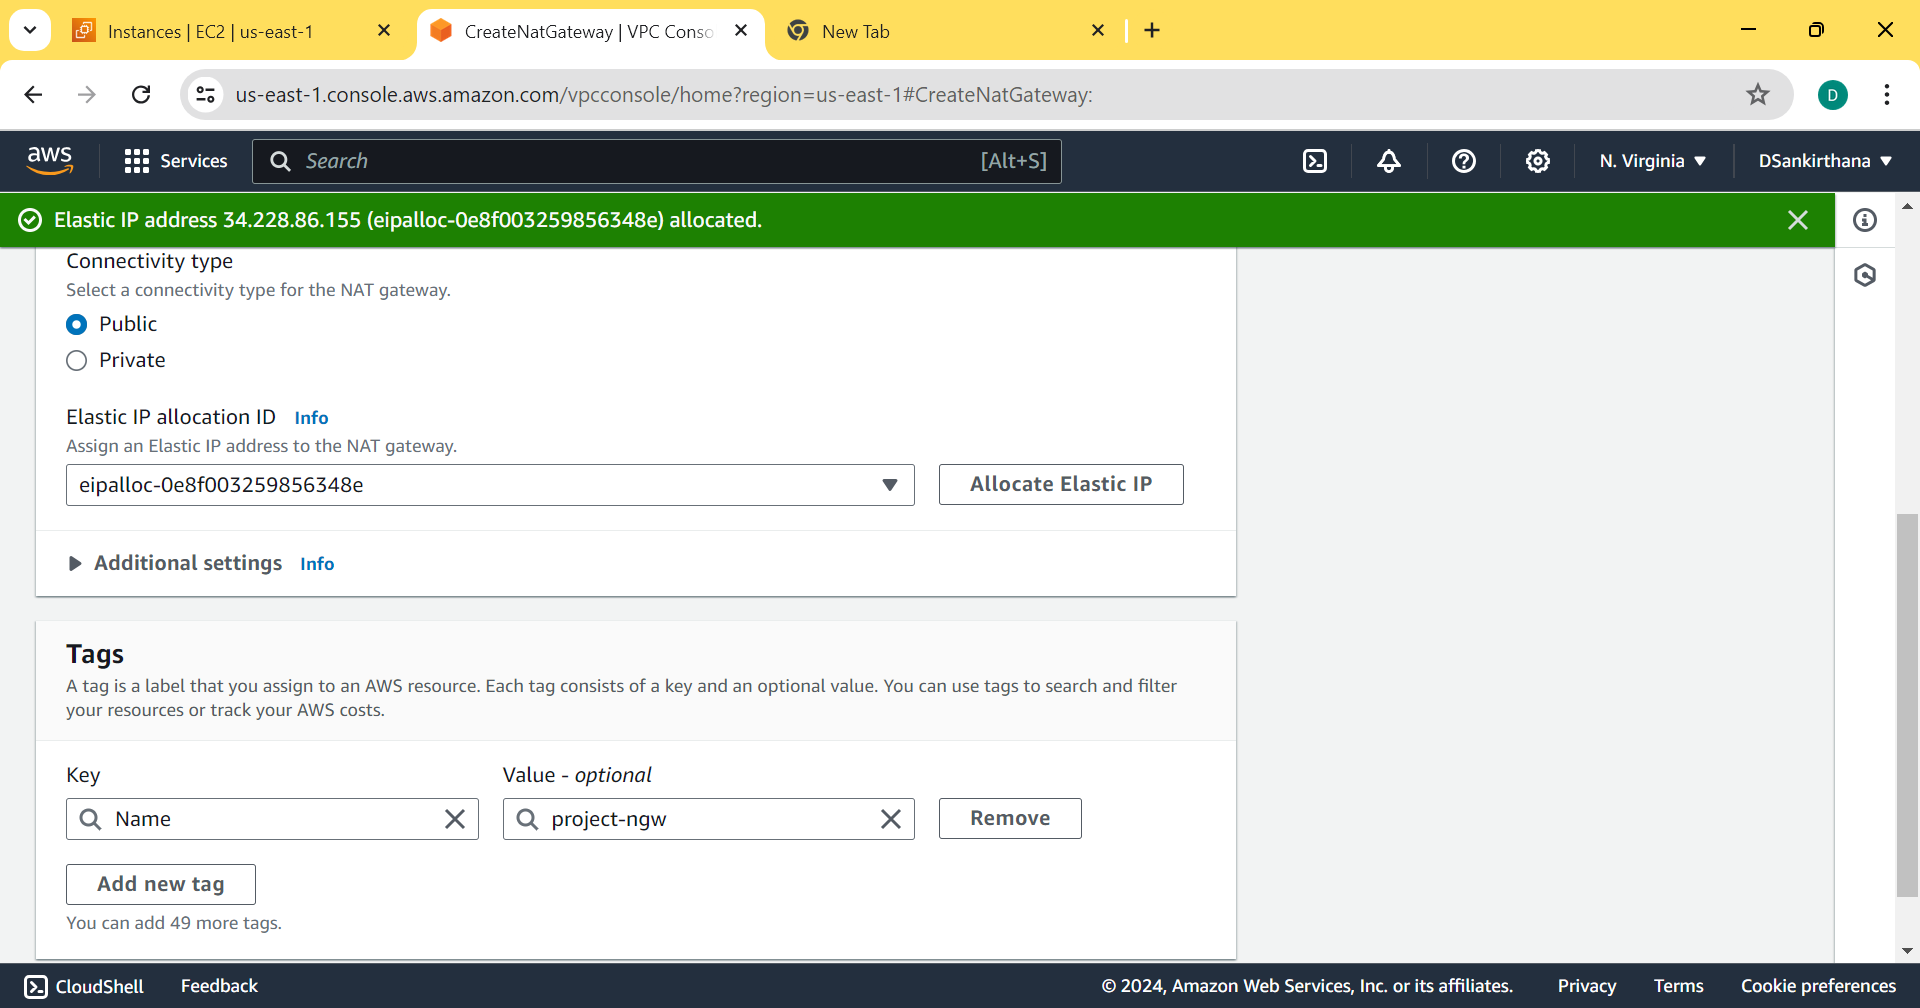 Instances | EC2 | us-east-1
CreateNatGateway | VPC Conso
New Tab
us-east-1.console.aws.amazon.com/vpcconsole/home?region=us-east-1#CreateNatGateway:
D
aws
Services
Search
[Alt+S]
N. Virginia
DSankirthana
Elastic IP address 34.228.86.155 (eipalloc-0e8f003259856348e) allocated.
Connectivity type
Select a connectivity type for the NAT gateway.
Public
Private
Elastic IP allocation ID Info
Assign an Elastic IP address to the NAT gateway.
eipalloc-0e8f003259856348e
Allocate Elastic IP
Additional settings Info
Tags
A tag is a label that you assign to an AWS resource. Each tag consists of a key and an optional value. You can use tags to search and filter
your resources or track your AWS costs.
Key
Value - optional
Name
project-ngw
Remove
Add new tag
You can add 49 more tags.
CloudShell
Feedback
© 2024, Amazon Web Services, Inc. or its affiliates.
Privacy
Terms
Cookie preferences